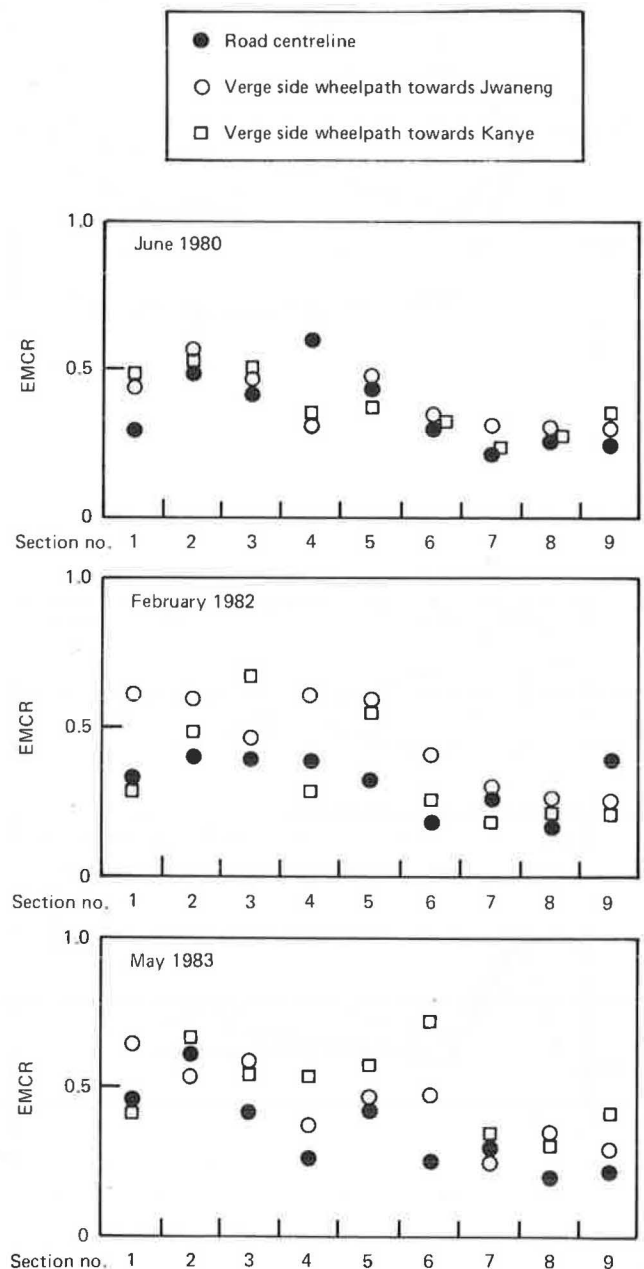 Road centreline
Verge side wheelpath towards Jwaneng
Verge side wheelpath towards Kanye
1.0
June 1980
EMCR
0.5
0
Section no. 1 2 3 4 5 6 7 8 9
1.0
February 1982
EMCR
0.5
0
Section no. 1 2 3 4 5 6 7 8 9
1.0
May 1983
EMCR
0.5
0
Section no. 1 2 3 4 5 6 7 8 9